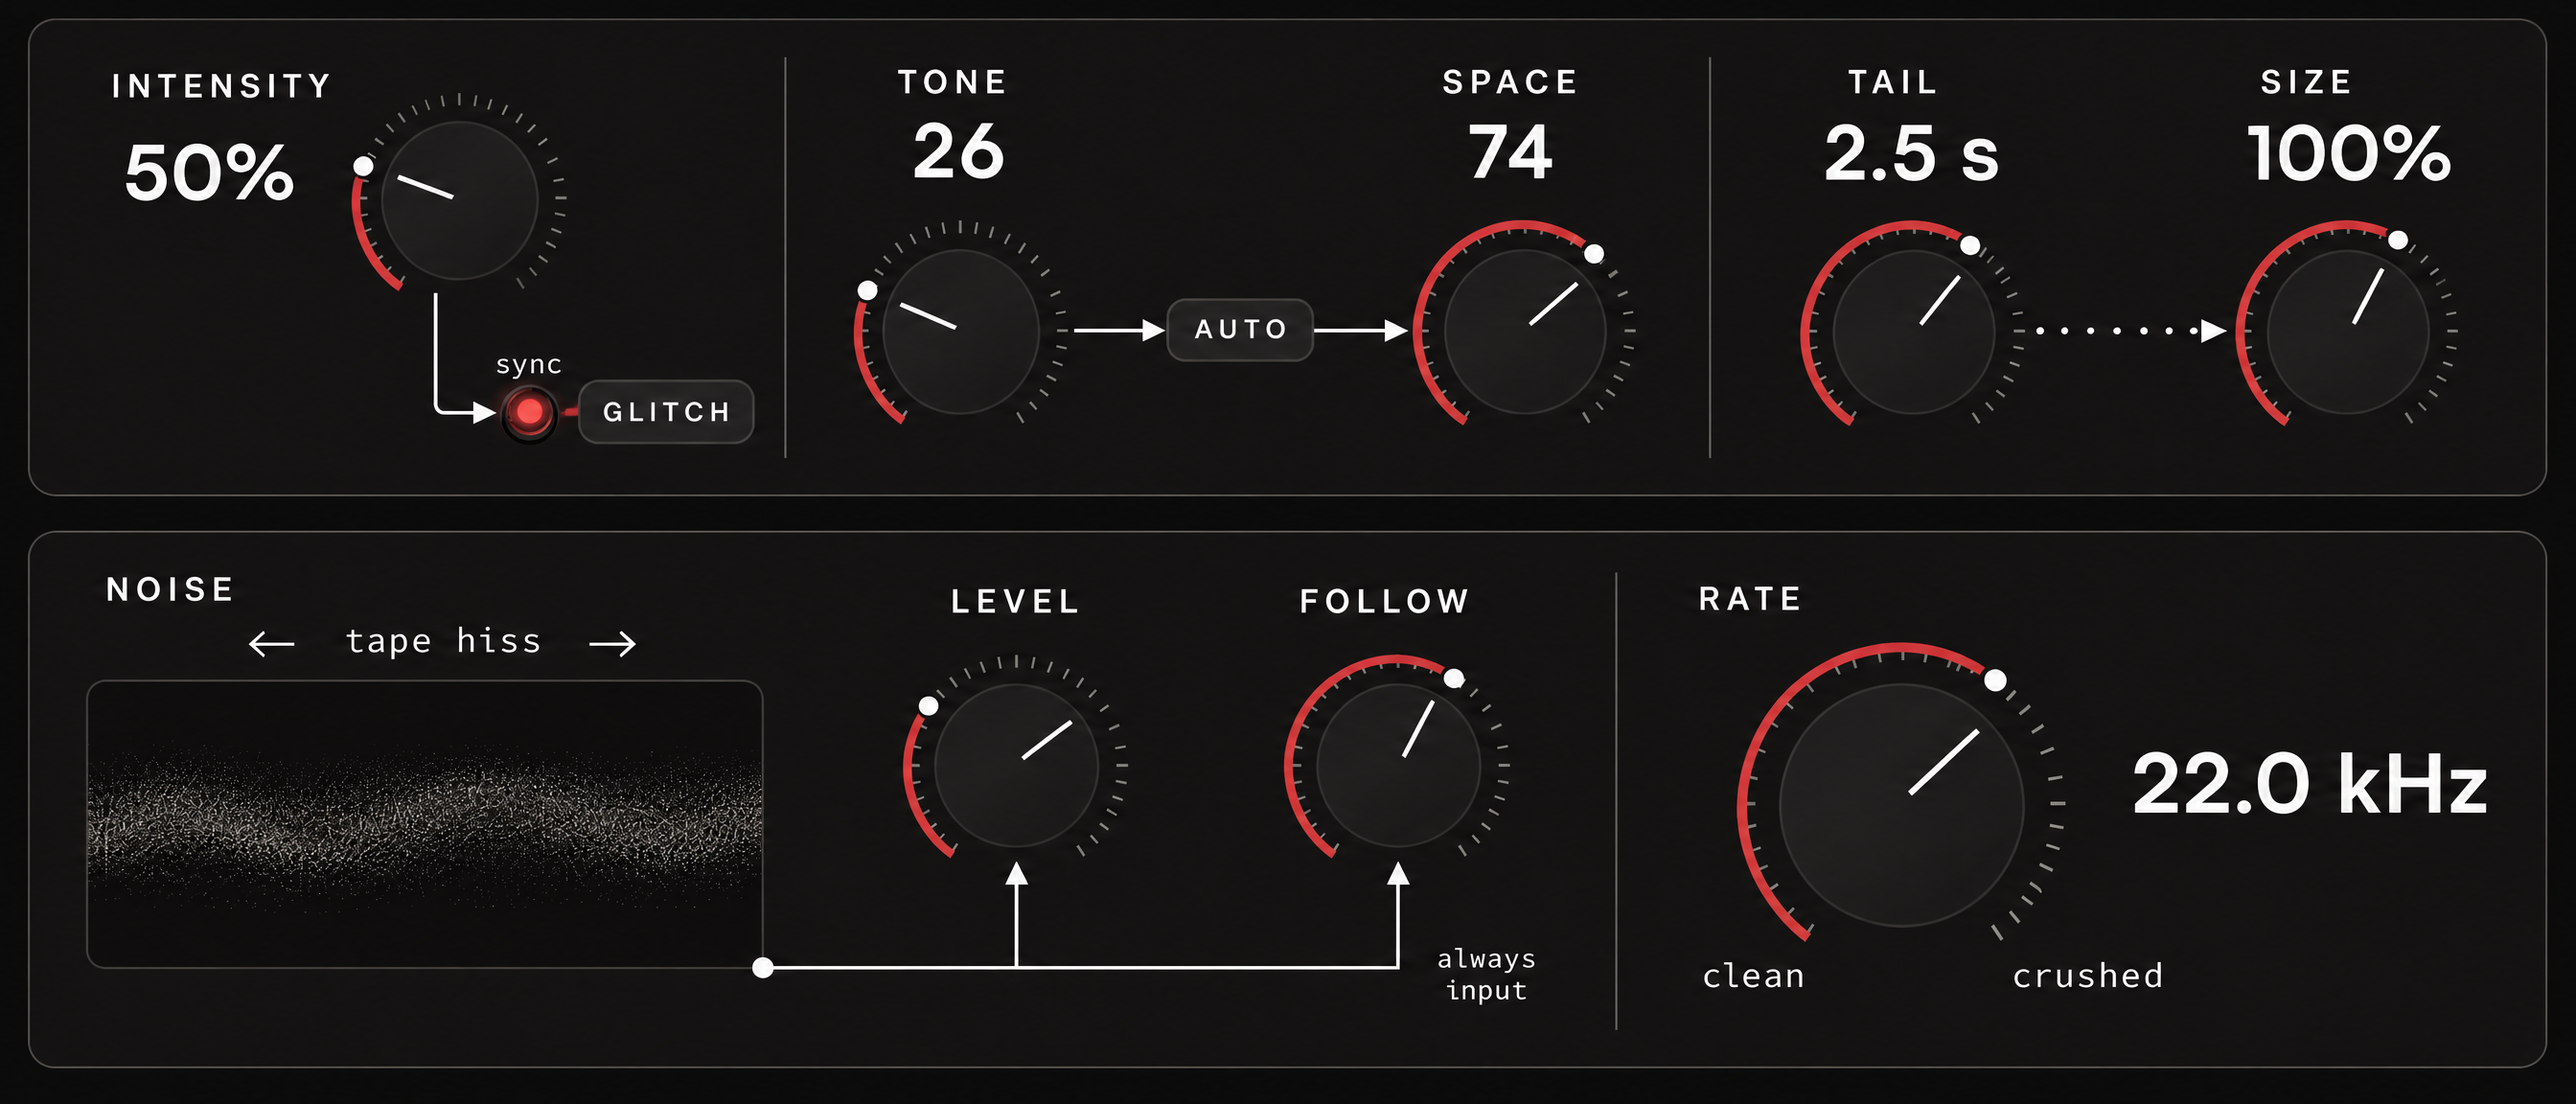 INTENSITY
50%
sync
GLITCH
TONE
26
AUTO
SPACE
74
TAIL
2.5 s
SIZE
100%
NOISE
← tape hiss →
LEVEL
FOLLOW
always
input
RATE
22.0 kHz
clean
crushed